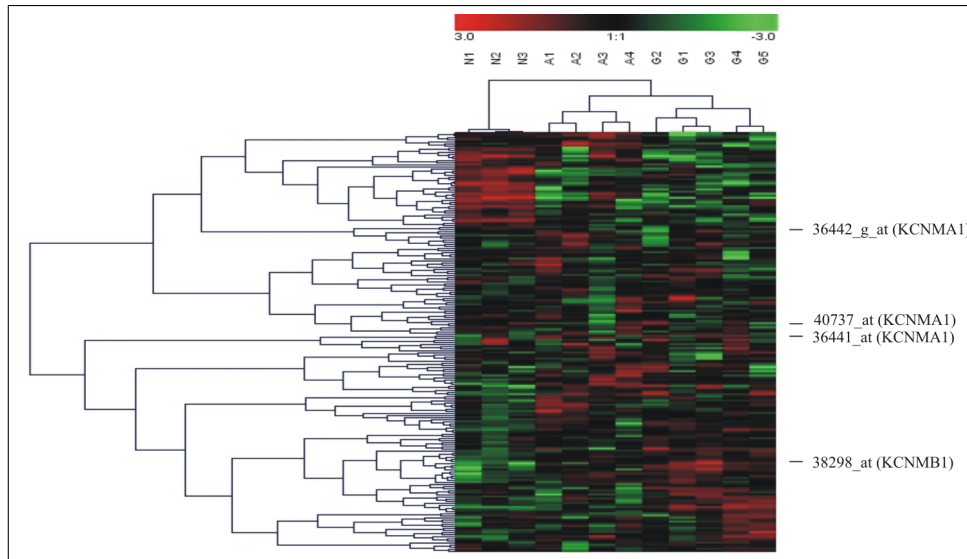 3.0 1:1 -3.0
N1 N2 N3 A1 A2 A3 A4 G2 G1 G3 G4 G5
36442_g_at (KCNMA1)
40737_at (KCNMA1)
36441_at (KCNMA1)
38298_at (KCNMB1)